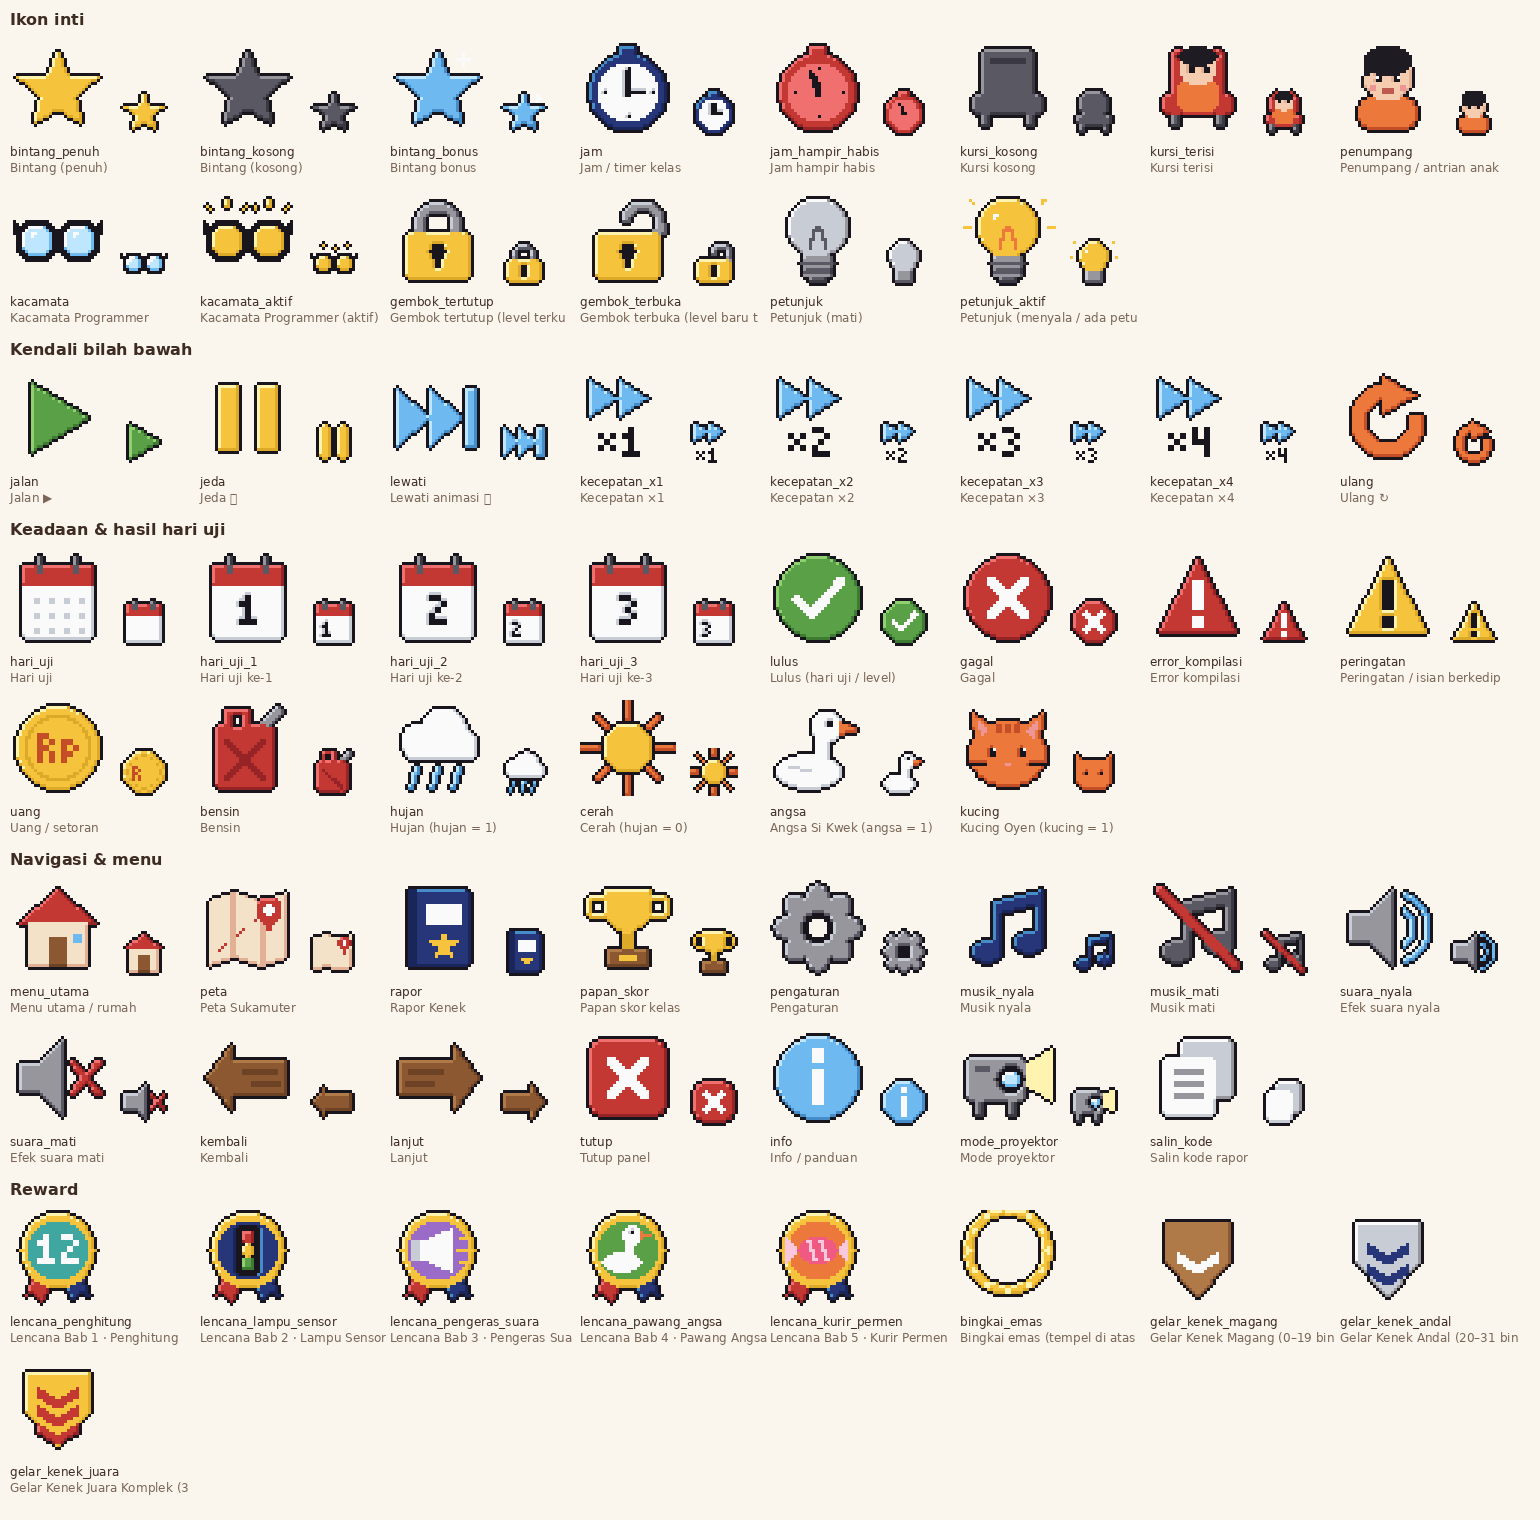 Ikon inti
bintang_penuh
Bintang (penuh)
bintang_kosong
Bintang (kosong)
bintang_bonus
Bintang bonus
jam
Jam / timer kelas
jam_hampir_habis
Jam hampir habis
kursi_kosong
Kursi kosong
kursi_terisi
Kursi terisi
penumpang
Penumpang / antrian anak
kacamata
Kacamata Programmer
kacamata_aktif
Kacamata Programmer (aktif)
gembok_tertutup
Gembok tertutup (level terku
gembok_terbuka
Gembok terbuka (level baru t
petunjuk
Petunjuk (mati)
petunjuk_aktif
Petunjuk (menyala / ada petu
Kendali bilah bawah
jalan
Jalan ▶
jeda
Jeda
lewati
Lewati animasi
×1
×1
kecepatan_x1
Kecepatan ×1
×2
×2
kecepatan_x2
Kecepatan ×2
×3
×3
kecepatan_x3
Kecepatan ×3
×4
×4
kecepatan_x4
Kecepatan ×4
ulang
Ulang ↻
Keadaan & hasil hari uji
hari_uji
Hari uji
1
1
hari_uji_1
Hari uji ke-1
2
2
hari_uji_2
Hari uji ke-2
3
3
hari_uji_3
Hari uji ke-3
lulus
Lulus (hari uji / level)
gagal
Gagal
!
!
error_kompilasi
Error kompilasi
!
!
peringatan
Peringatan / isian berkedip
Rp
R
uang
Uang / setoran
bensin
Bensin
hujan
Hujan (hujan = 1)
cerah
Cerah (hujan = 0)
angsa
Angsa Si Kwek (angsa = 1)
kucing
Kucing Oyen (kucing = 1)
Navigasi & menu
menu_utama
Menu utama / rumah
peta
Peta Sukamuter
rapor
Rapor Kenek
papan_skor
Papan skor kelas
pengaturan
Pengaturan
musik_nyala
Musik nyala
musik_mati
Musik mati
suara_nyala
Efek suara nyala
suara_mati
Efek suara mati
kembali
Kembali
lanjut
Lanjut
tutup
Tutup panel
i
i
info
Info / panduan
mode_proyektor
Mode proyektor
salin_kode
Salin kode rapor
Reward
12
lencana_penghitung
Lencana Bab 1 · Penghitung
lencana_lampu_sensor
Lencana Bab 2 · Lampu Sensor
lencana_pengeras_suara
Lencana Bab 3 · Pengeras Sua
lencana_pawang_angsa
Lencana Bab 4 · Pawang Angsa
lencana_kurir_permen
Lencana Bab 5 · Kurir Permen
bingkai_emas
Bingkai emas (tempel di atas
gelar_kenek_magang
Gelar Kenek Magang (0–19 bin
gelar_kenek_andal
Gelar Kenek Andal (20–31 bin
gelar_kenek_juara
Gelar Kenek Juara Komplek (3